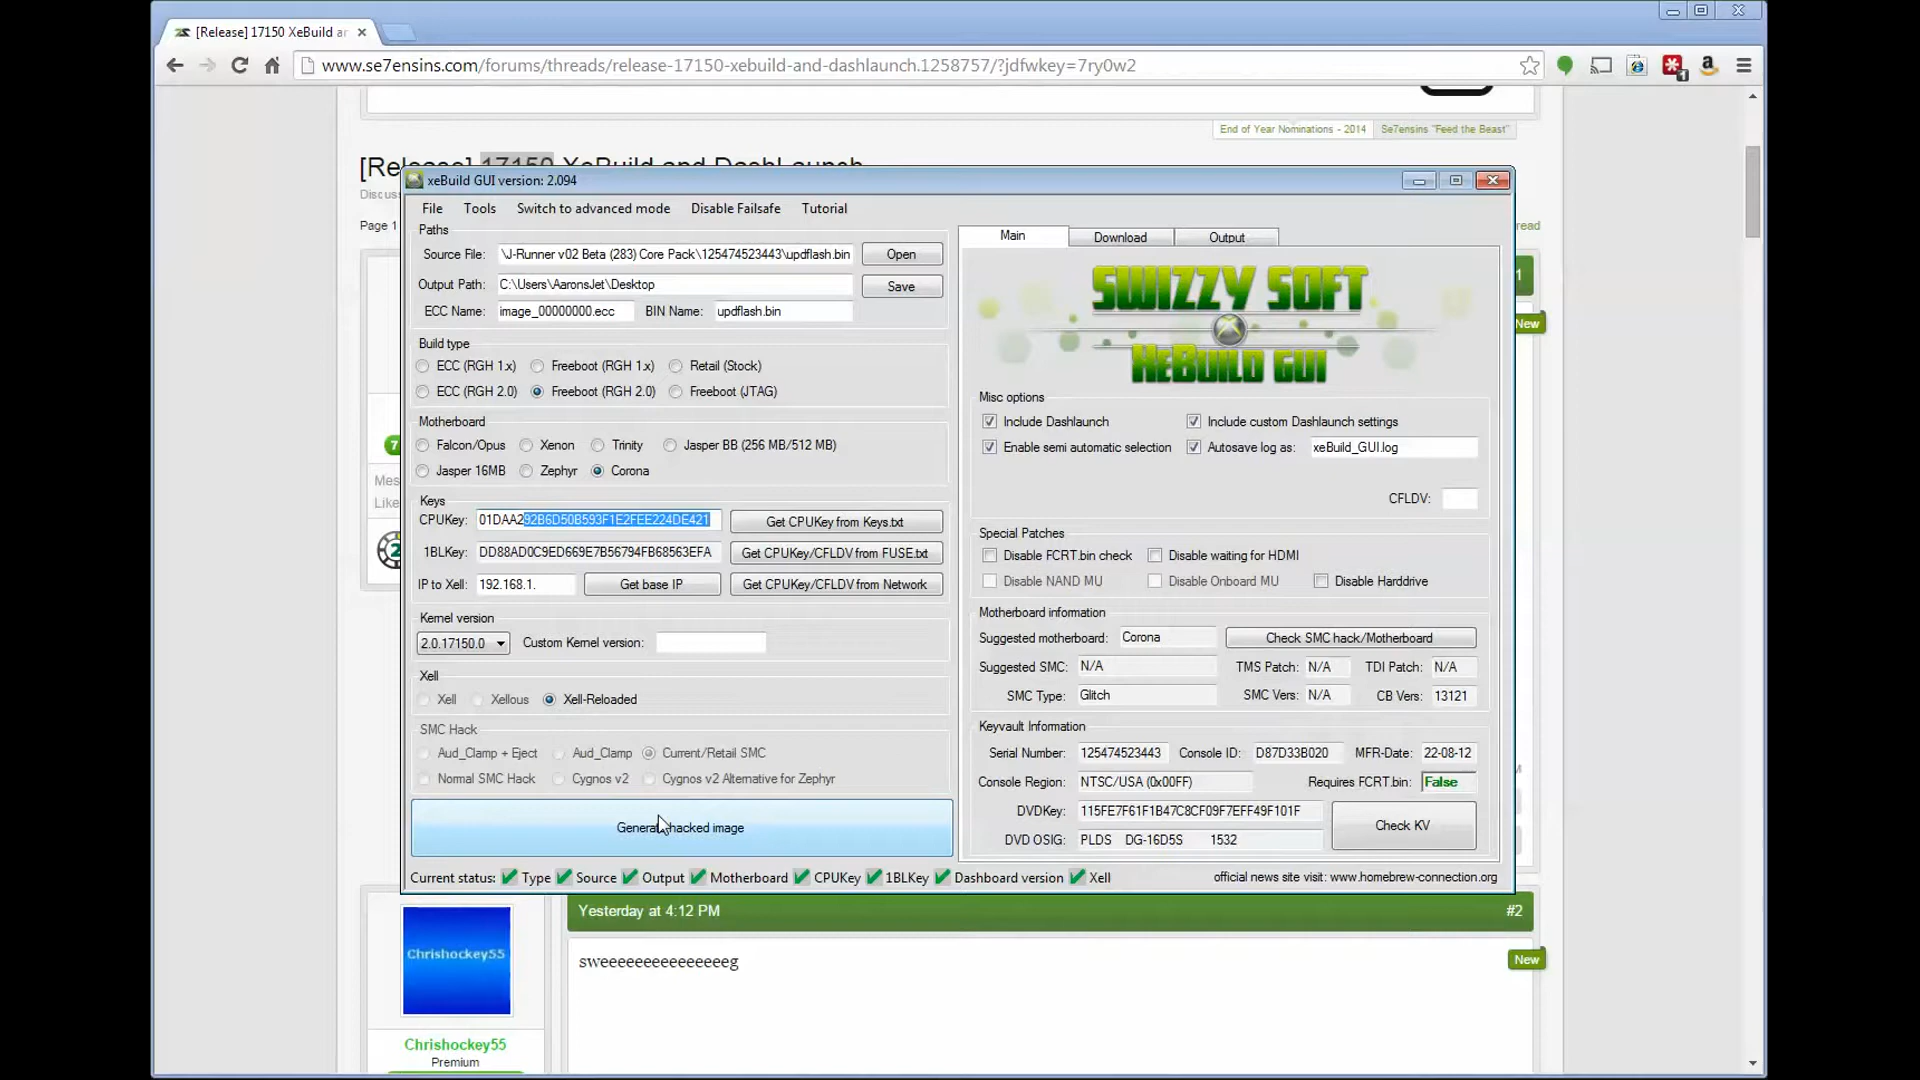 [Release] 17150 XeBuild ar
www.se7ensins.com/forums/threads/release-17150-xebuild-and-dashlaunch.1258757/?jdfwkey=7ry0w2
1
End of Year Nominations - 2014
Se7ensins "Feed the Beast"
[Release] 17150 XeBuild and DashLaunch
Discus
Page 1
read
xeBuild GUI version: 2.094
File Tools Switch to advanced mode Disable Failsafe Tutorial
Paths
Source File: \J-Runner v02 Beta (283) Core Pack\125474523443\updflash.bin Open
Output Path: C:\Users\AaronsJet\Desktop Save
ECC Name: image_00000000.ecc BIN Name: updflash.bin
Build type
ECC (RGH 1.x) Freeboot (RGH 1.x) Retail (Stock)
ECC (RGH 2.0) Freeboot (RGH 2.0) Freeboot (JTAG)
Motherboard
Falcon/Opus Xenon Trinity Jasper BB (256 MB/512 MB)
Jasper 16MB Zephyr Corona
Keys
CPUKey: 01DAA292B6D50B593F1E2FEE224DE421 Get CPUKey from Keys.txt
1BLKey: DD88AD0C9ED669E7B56794FB68563EFA Get CPUKey/CFLDV from FUSE.txt
IP to Xell: 192.168.1. Get base IP Get CPUKey/CFLDV from Network
Kernel version
2.0.17150.0 Custom Kernel version:
Xell
Xell Xellous Xell-Reloaded
SMC Hack
Aud_Clamp + Eject Aud_Clamp Current/Retail SMC
Normal SMC Hack Cygnos v2 Cygnos v2 Alternative for Zephyr
Generate hacked image
Main Download Output
SWIZZY SOFT
XEBUILD GUI
Misc options
Include Dashlaunch Include custom Dashlaunch settings
Enable semi automatic selection Autosave log as: xeBuild_GUI.log
CFLDV:
Special Patches
Disable FCRT.bin check Disable waiting for HDMI
Disable NAND MU Disable Onboard MU Disable Harddrive
Motherboard information
Suggested motherboard: Corona Check SMC hack/Motherboard
Suggested SMC: N/A TMS Patch: N/A TDI Patch: N/A
SMC Type: Glitch SMC Vers: N/A CB Vers: 13121
Keyvault Information
Serial Number: 125474523443 Console ID: D87D33B020 MFR-Date: 22-08-12
Console Region: NTSC/USA (0x00FF) Requires FCRT.bin: False
DVDKey: 115FE7F61F1B47C8CF09F7EFF49F101F Check KV
DVD OSIG: PLDS DG-16D5S 1532
Current status: Type Source Output Motherboard CPUKey 1BLKey Dashboard version Xell
official news site visit: www.homebrew-connection.org
1
New
7
Mes
Like
2
Yesterday at 4:12 PM #2
Chrishockey55
sweeeeeeeeeeeeeeg
New
Chrishockey55
Premium